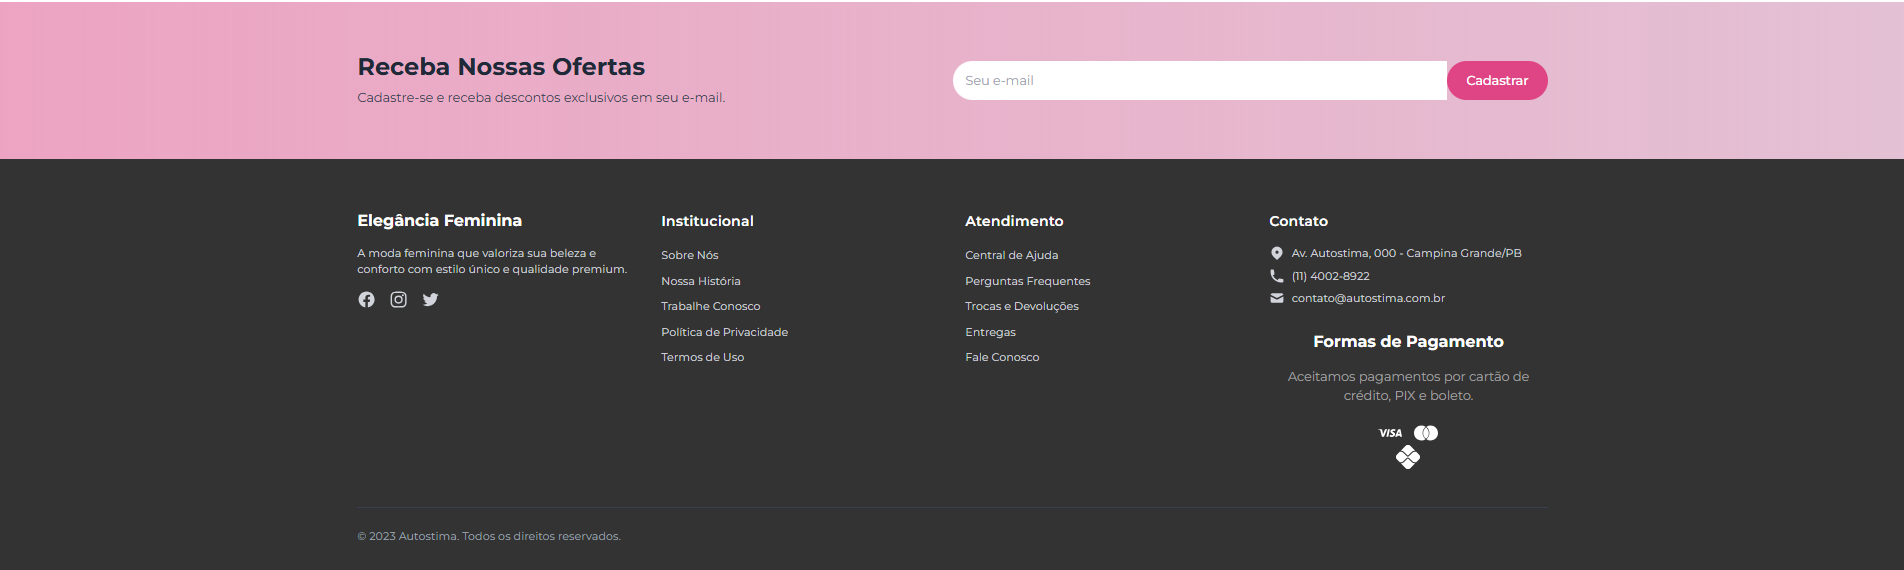 Receba Nossas Ofertas
Cadastre-se e receba descontos exclusivos em seu e-mail.
Seu e-mail
Cadastrar
Elegância Feminina
A moda feminina que valoriza sua beleza e
conforto com estilo único e qualidade premium.
Institucional
Sobre Nós
Nossa História
Trabalhe Conosco
Política de Privacidade
Termos de Uso
Atendimento
Central de Ajuda
Perguntas Frequentes
Trocas e Devoluções
Entregas
Fale Conosco
Contato
Av. Autostima, 000 - Campina Grande/PB
(11) 4002-8922
contato@autostima.com.br
Formas de Pagamento
Aceitamos pagamentos por cartão de
crédito, PIX e boleto.
VISA
© 2023 Autostima. Todos os direitos reservados.